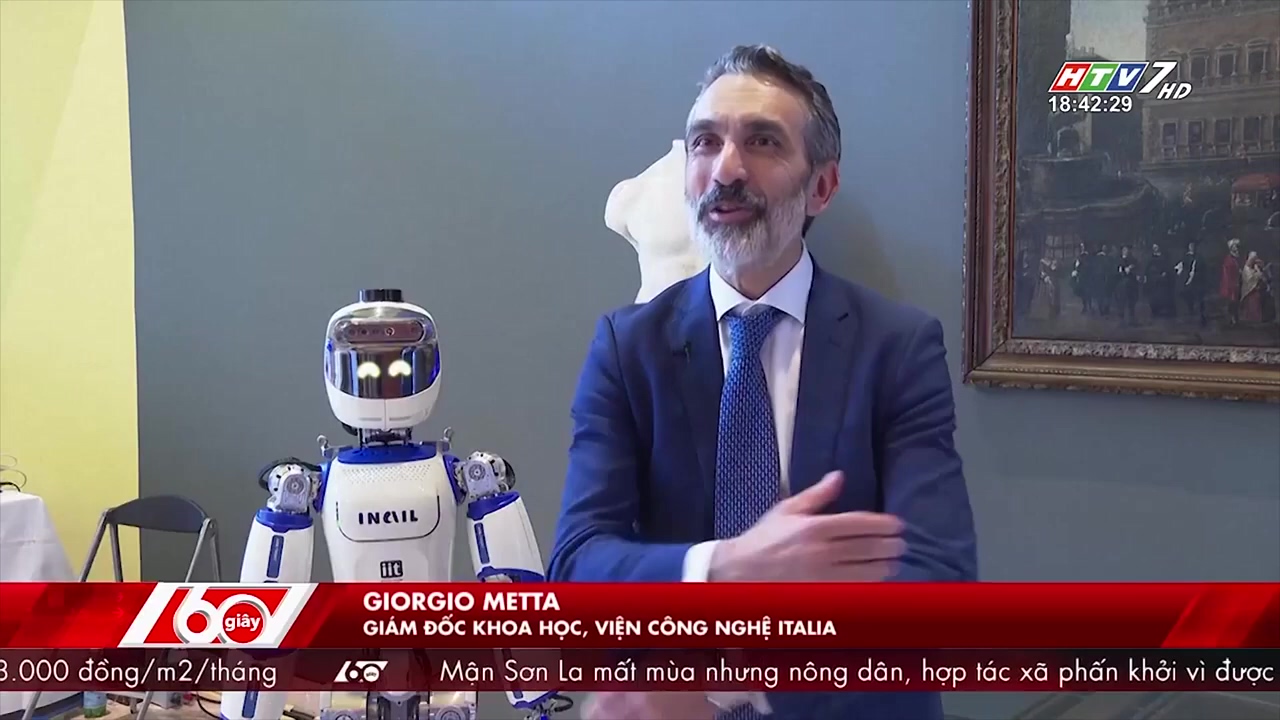 HTV7 HD
18:42:29
INAIL
iit
60 giây
GIORGIO METTA
GIÁM ĐỐC KHOA HỌC, VIỆN CÔNG NGHỆ ITALIA
3.000 đồng/m2/tháng 60 giây Mận Sơn La mất mùa nhưng nông dân, hợp tác xã phấn khởi vì được